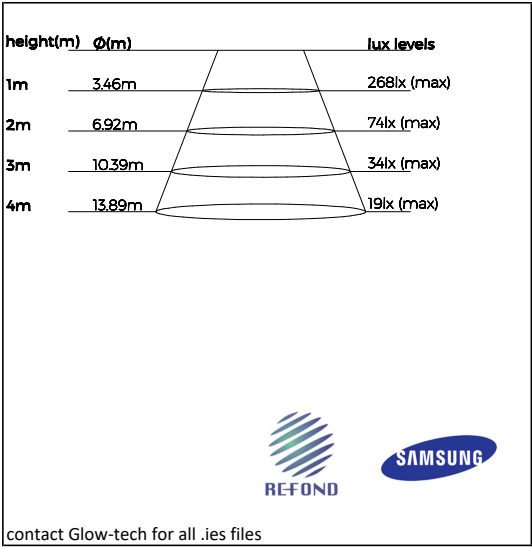 height(m) Ø(m) lux levels
1m 3.46m 268lx (max)
2m 6.92m 74lx (max)
3m 10.39m 34lx (max)
4m 13.89m 19lx (max)
REFOND
SAMSUNG
contact Glow-tech for all .ies files